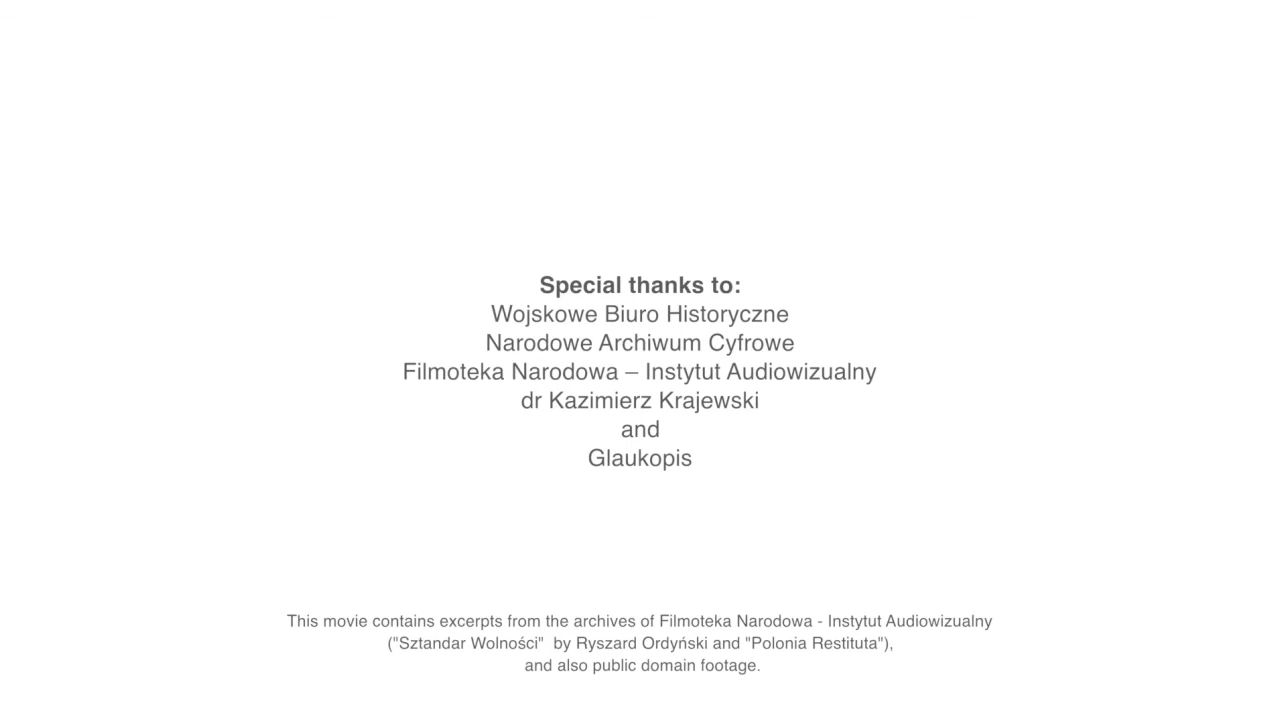 Special thanks to:
Wojskowe Biuro Historyczne
Narodowe Archiwum Cyfrowe
Filmoteka Narodowa – Instytut Audiowizualny
dr Kazimierz Krajewski
and
Glaukopis
This movie contains excerpts from the archives of Filmoteka Narodowa - Instytut Audiowizualny
("Sztandar Wolności"  by Ryszard Ordyński and "Polonia Restituta"),
and also public domain footage.